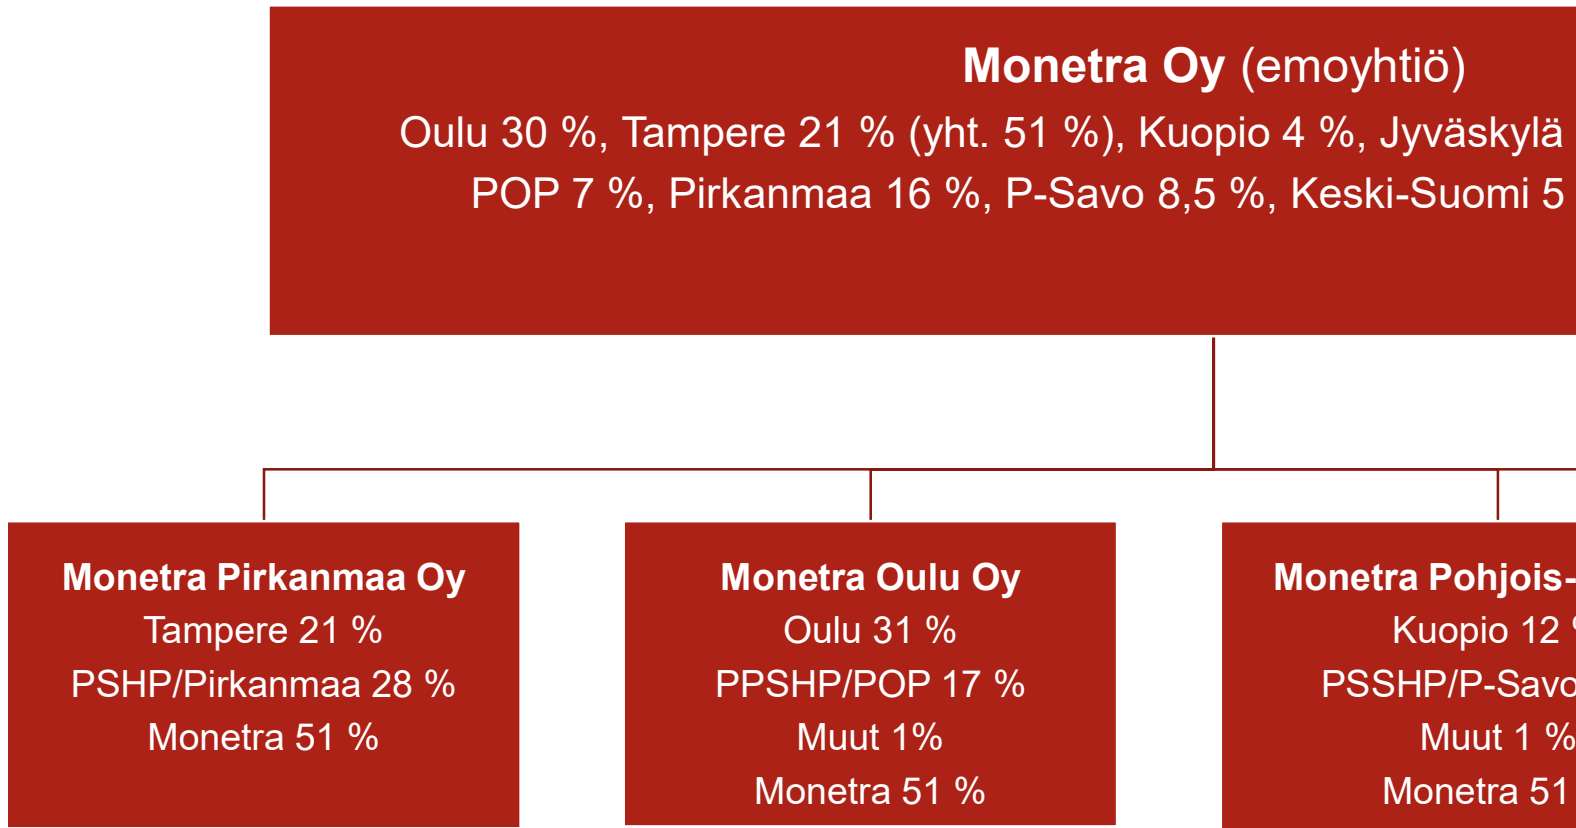 Monetra Oy (emoyhtiö)
Oulu 30 %, Tampere 21 % (yht. 51 %), Kuopio 4 %, Jyväskylä
POP 7 %, Pirkanmaa 16 %, P-Savo 8,5 %, Keski-Suomi 5
Monetra Pirkanmaa Oy
Tampere 21 %
PSHP/Pirkanmaa 28 %
Monetra 51 %
Monetra Oulu Oy
Oulu 31 %
PPSHP/POP 17 %
Muut 1%
Monetra 51 %
Monetra Pohjois-
Kuopio 12 %
PSSHP/P-Savo
Muut 1 %
Monetra 51